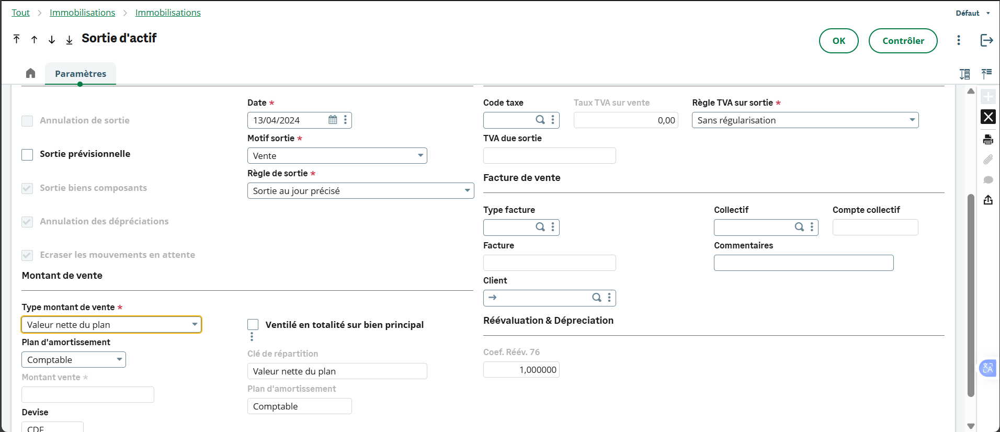 Tout > Immobilisations > Immobilisations
Défaut
Sortie d'actif
OK
Contrôler
Paramètres
Annulation de sortie
Sortie prévisionnelle
Sortie biens composants
Annulation des dépréciations
Ecraser les mouvements en attente
Date *
13/04/2024
Motif sortie *
Vente
Règle de sortie *
Sortie au jour précisé
Montant de vente
Type montant de vente *
Valeur nette du plan
Plan d'amortissement
Comptable
Montant vente *
Devise
CDF
Ventilé en totalité sur bien principal
Clé de répartition
Valeur nette du plan
Plan d'amortissement
Comptable
Code taxe
Taux TVA sur vente
0,00
Règle TVA sur sortie *
Sans régularisation
TVA due sortie
Facture de vente
Type facture
Collectif
Compte collectif
Facture
Commentaires
Client
Réévaluation & Dépreciation
Coef. Réév. 76
1,000000